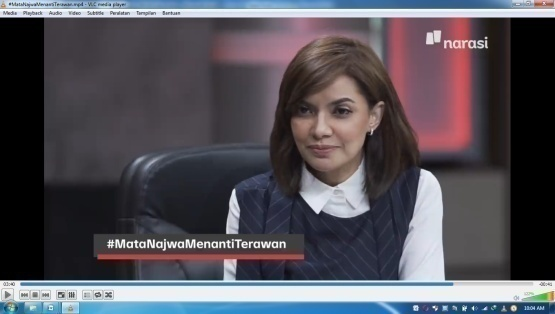 #MataNajwaMenantiTerawan.mp4 - VLC media player
Media Playback Audio Video Subtitle Peralatan Tampilan Bantuan
narasi
#MataNajwaMenantiTerawan
03:40
-00:41
10:04 AM